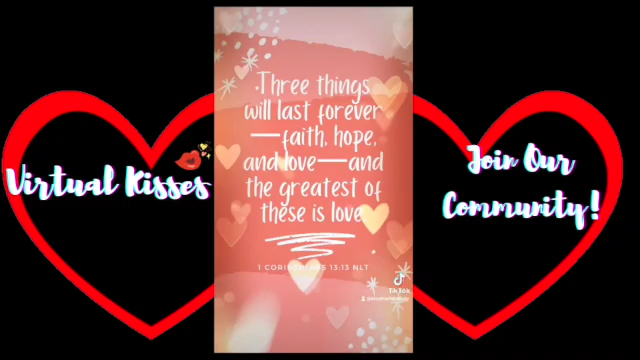 Virtual Kisses
Three things
will last forever
—faith, hope,
and love—and
the greatest of
these is love
1 CORINTHIANS 13:13 NLT
TikTok
Join Our
Community!